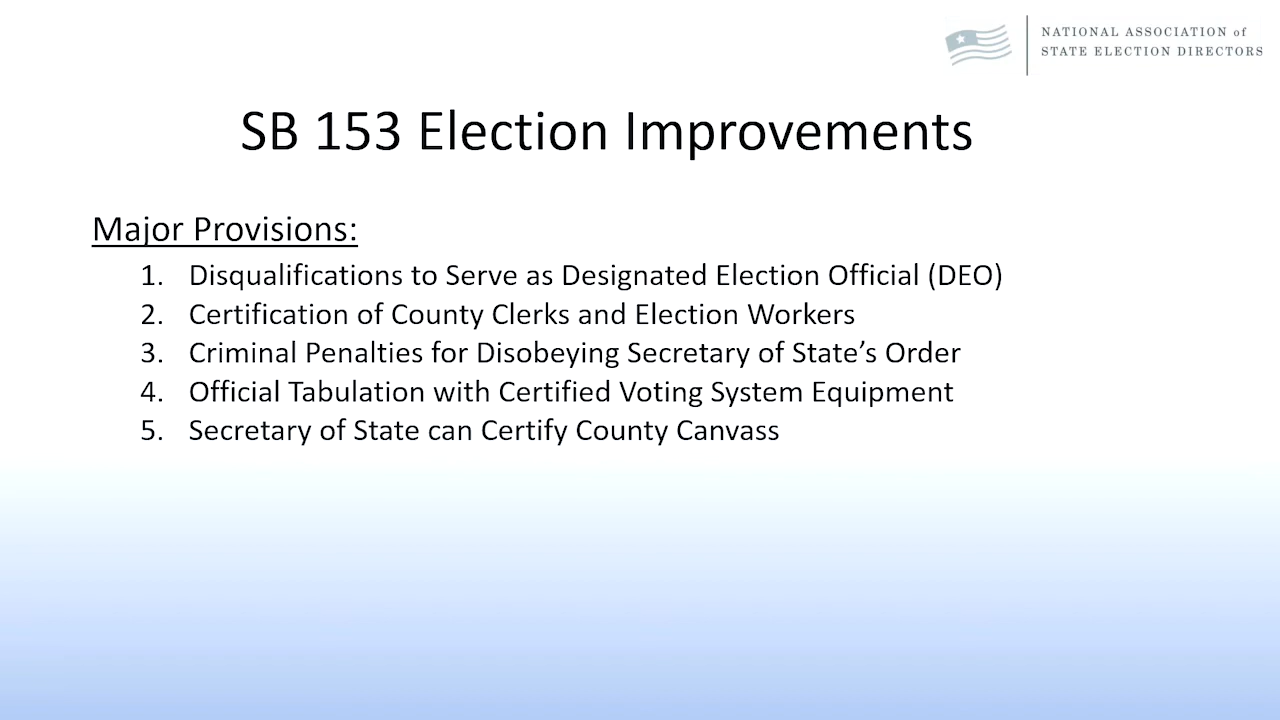 NATIONAL ASSOCIATION of
STATE ELECTION DIRECTORS
SB 153 Election Improvements
Major Provisions:
1. Disqualifications to Serve as Designated Election Official (DEO)
2. Certification of County Clerks and Election Workers
3. Criminal Penalties for Disobeying Secretary of State’s Order
4. Official Tabulation with Certified Voting System Equipment
5. Secretary of State can Certify County Canvass